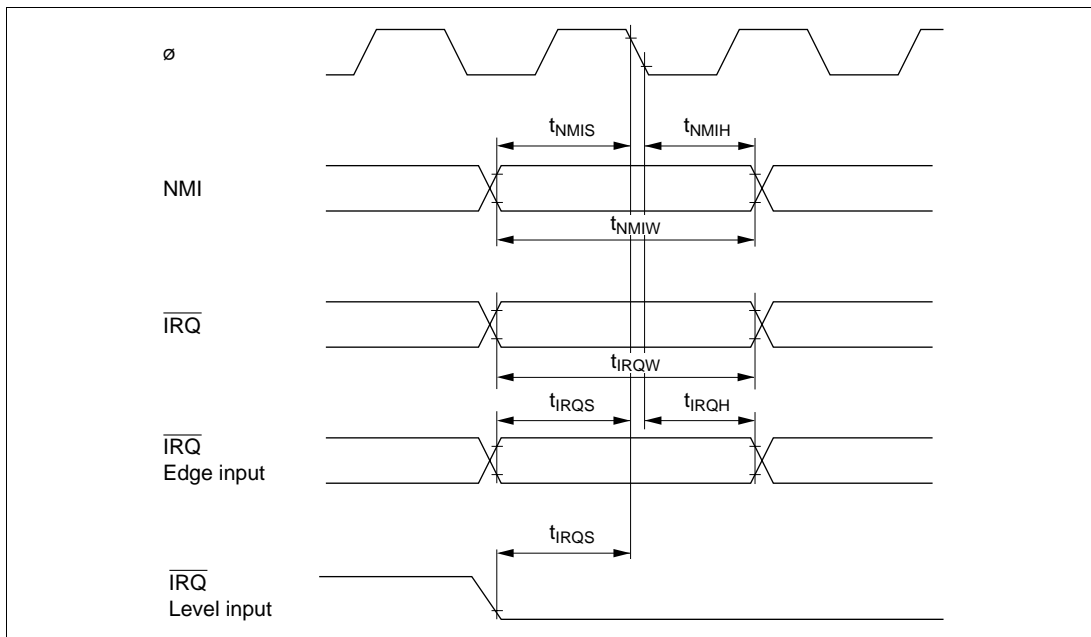 ø
tNMIS tNMIH
NMI
tNMIW
IRQ
tIRQW
tIRQS tIRQH
IRQ
Edge input
tIRQS
IRQ
Level input